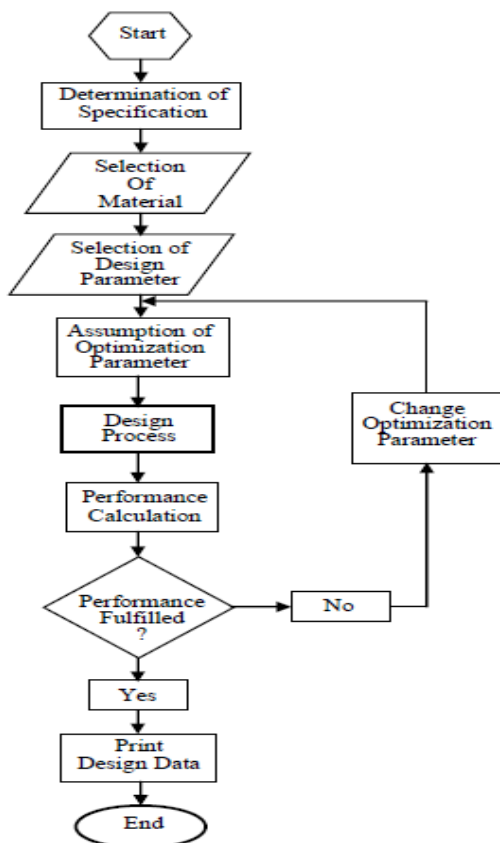 Start
Determination of
Specification
Selection
Of
Material
Selection of
Design
Parameter
Assumption of
Optimization
Parameter
Design
Process
Change
Optimization
Parameter
Performance
Calculation
Performance
Fulfilled
?
No
Yes
Print
Design Data
End